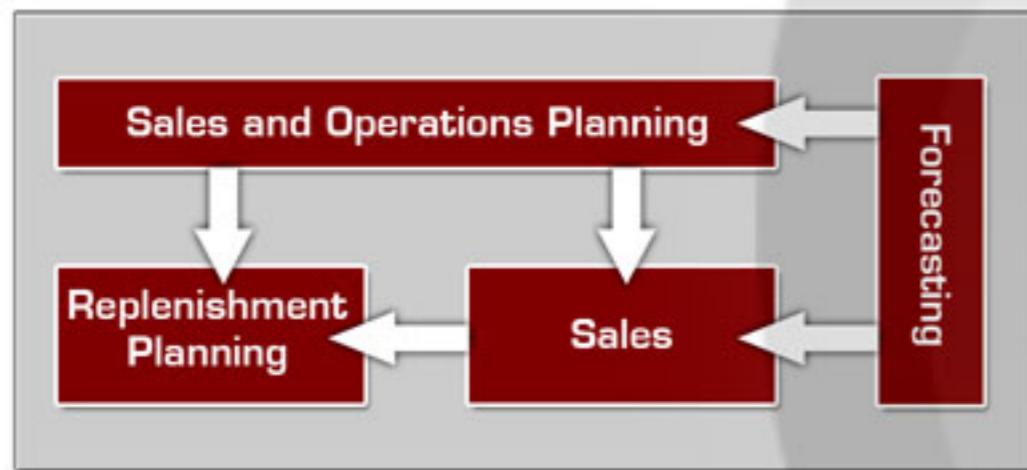 Sales and Operations Planning
Forecasting
Replenishment
Planning
Sales